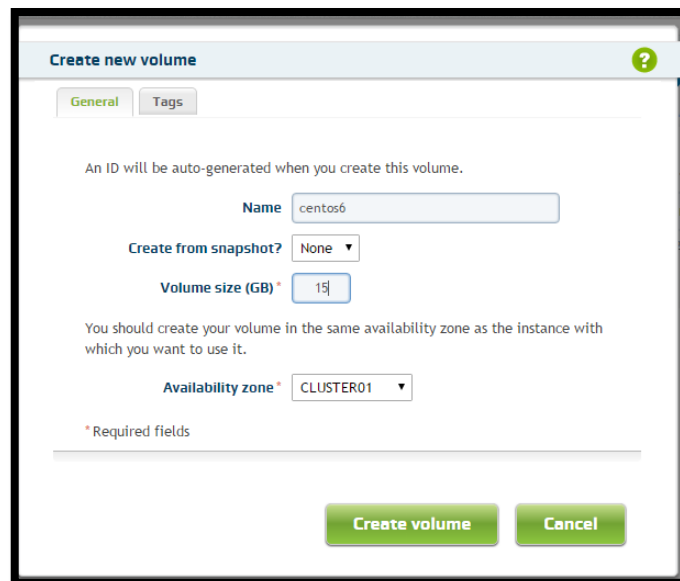 Create new volume ?
General Tags
An ID will be auto-generated when you create this volume.
Name centos6
Create from snapshot? None
Volume size (GB) * 15
You should create your volume in the same availability zone as the instance with
which you want to use it.
Availability zone * CLUSTER01
* Required fields
Create volume Cancel